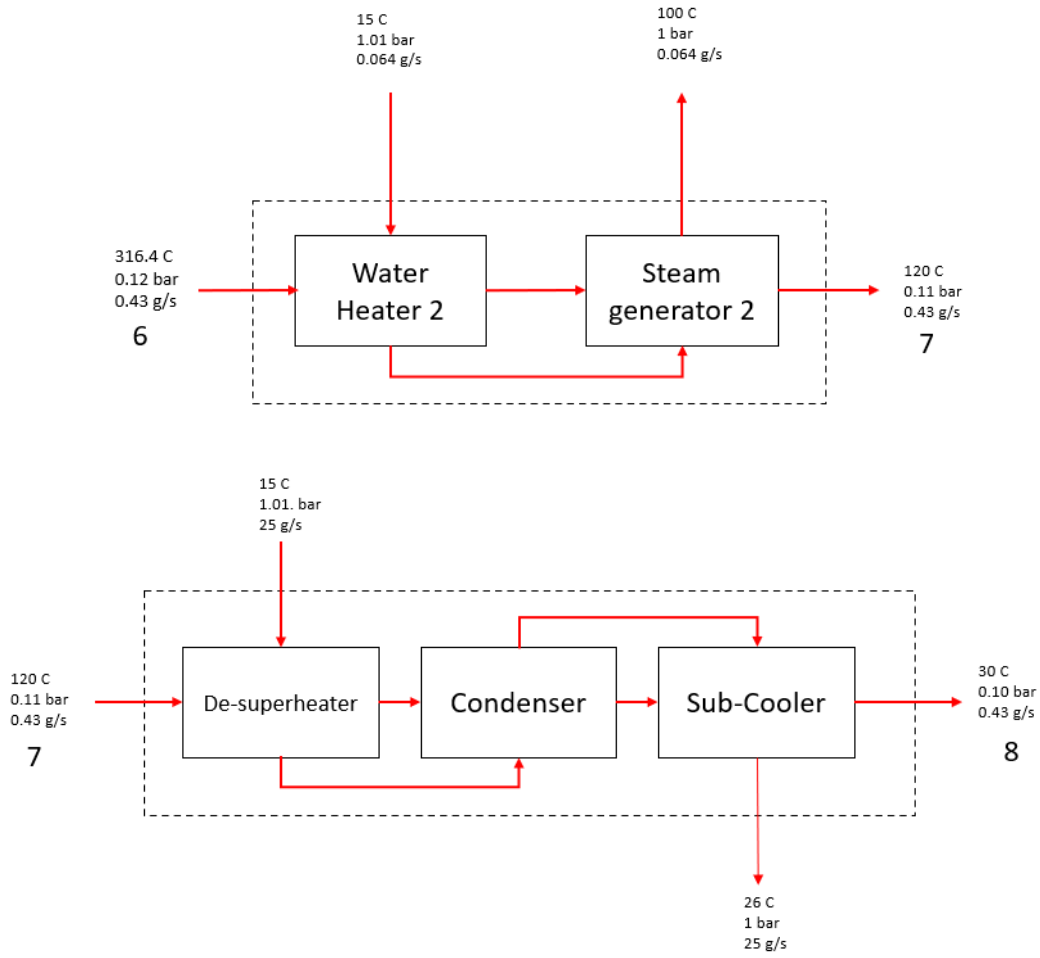 15 C
1.01 bar
0.064 g/s
100 C
1 bar
0.064 g/s
316.4 C
0.12 bar
0.43 g/s
6
Water
Heater 2
Steam
generator 2
120 C
0.11 bar
0.43 g/s
7
15 C
1.01. bar
25 g/s
120 C
0.11 bar
0.43 g/s
7
De-superheater
Condenser
Sub-Cooler
30 C
0.10 bar
0.43 g/s
8
26 C
1 bar
25 g/s